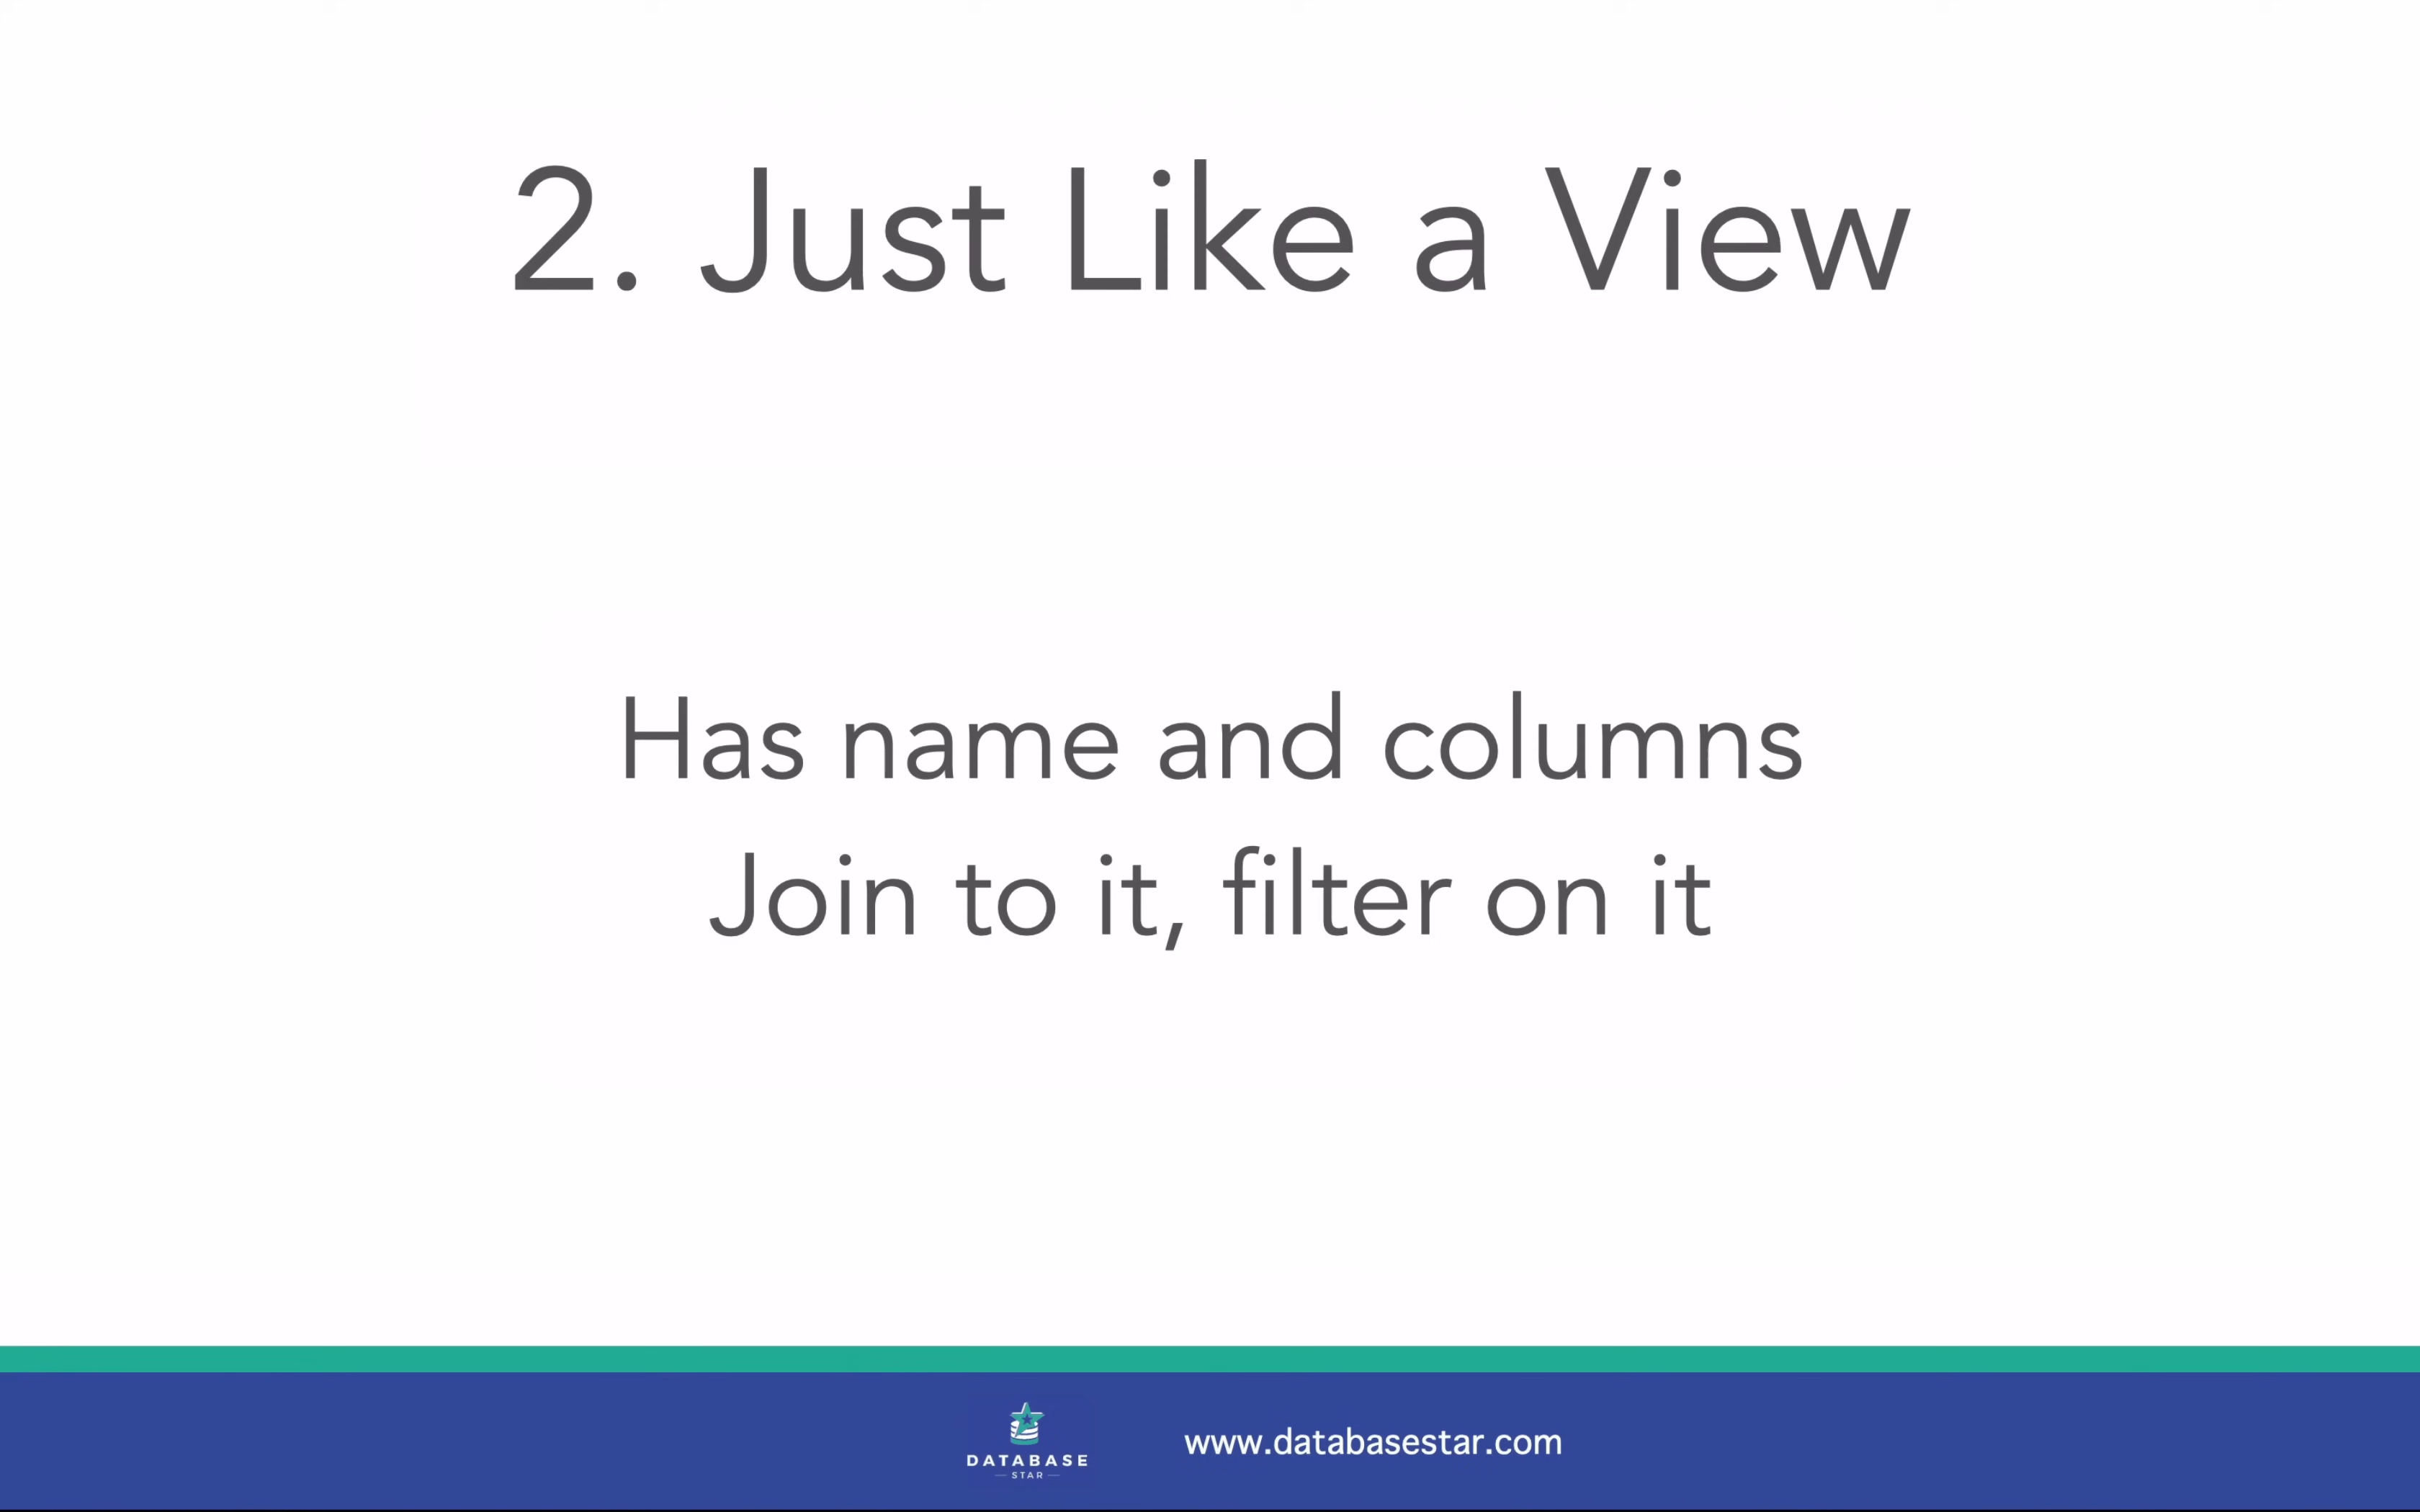 2. Just Like a View
Has name and columns
Join to it, filter on it
DATABASE
STAR
www.databasestar.com